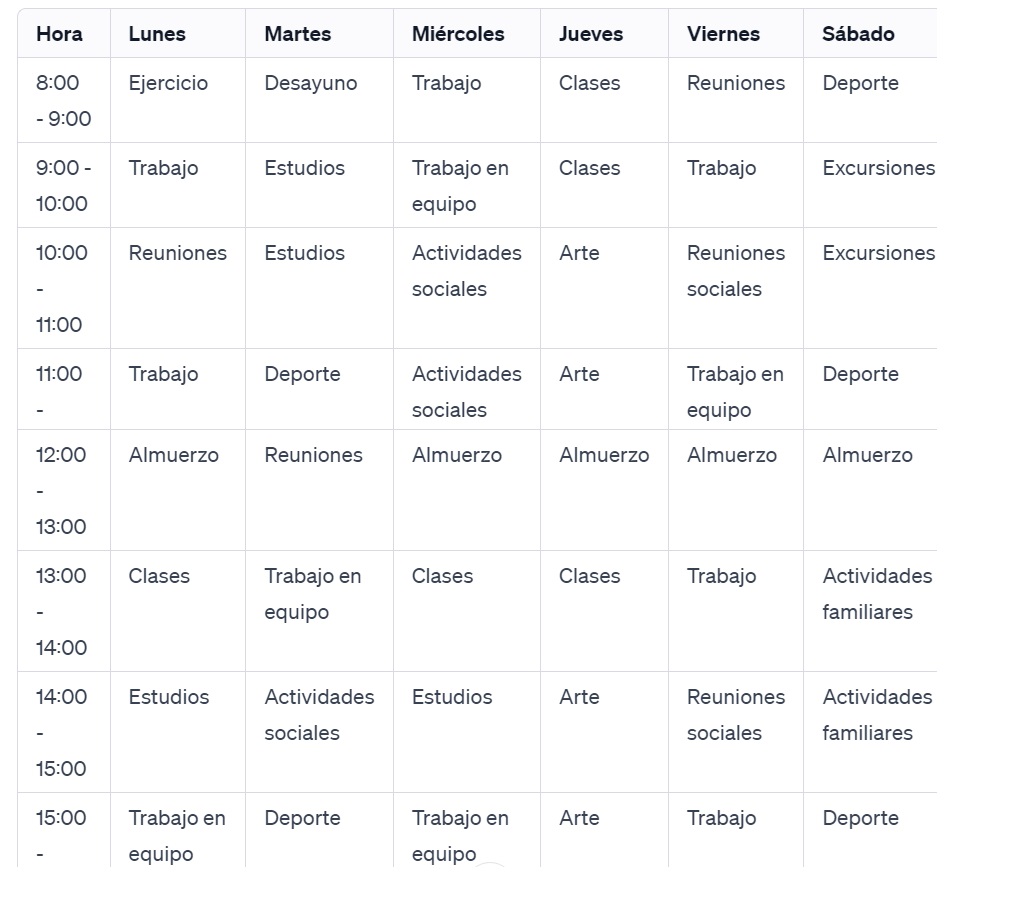 Hora Lunes Martes Miércoles Jueves Viernes Sábado
8:00 Ejercicio Desayuno Trabajo Clases Reuniones Deporte
- 9:00
9:00 - Trabajo Estudios Trabajo en Clases Trabajo Excursiones
10:00 equipo
10:00 Reuniones Estudios Actividades Arte Reuniones Excursiones
- sociales sociales
11:00
11:00 Trabajo Deporte Actividades Arte Trabajo en Deporte
- sociales equipo
12:00 Almuerzo Reuniones Almuerzo Almuerzo Almuerzo Almuerzo
-
13:00
13:00 Clases Trabajo en Clases Clases Trabajo Actividades
- equipo familiares
14:00
14:00 Estudios Actividades Estudios Arte Reuniones Actividades
- sociales sociales familiares
15:00
15:00 Trabajo en Deporte Trabajo en Arte Trabajo Deporte
- equipo equipo